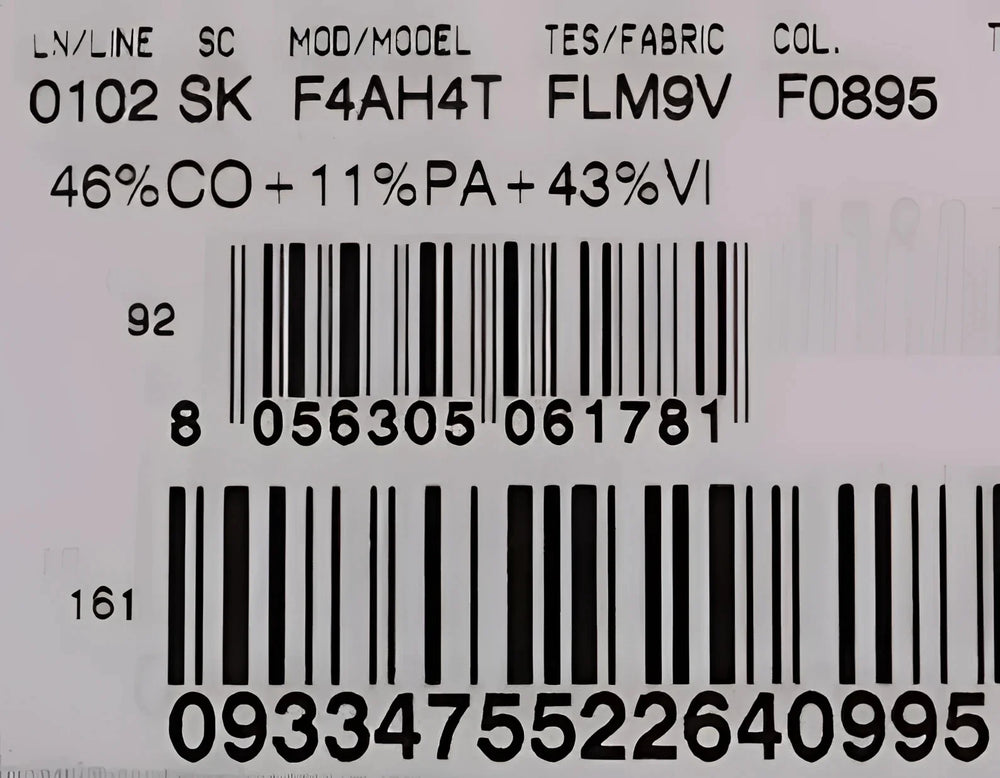 LN/LINE SC MOD/MODEL TES/FABRIC COL. T
0102 SK F4AH4T FLM9V F0895
46%CO+11%PA+43%VI
92
8 056305 061781
161
0933475522640995